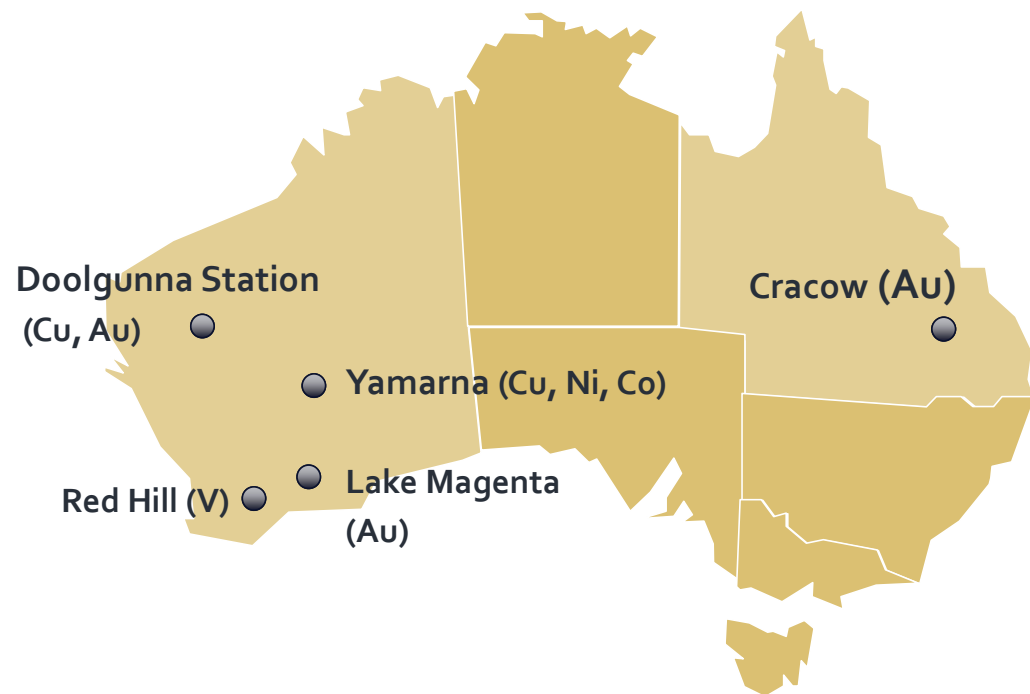 Doolgunna Station
(Cu, Au)
Cracow (Au)
Yamarna (Cu, Ni, Co)
Lake Magenta
(Au)
Red Hill (V)